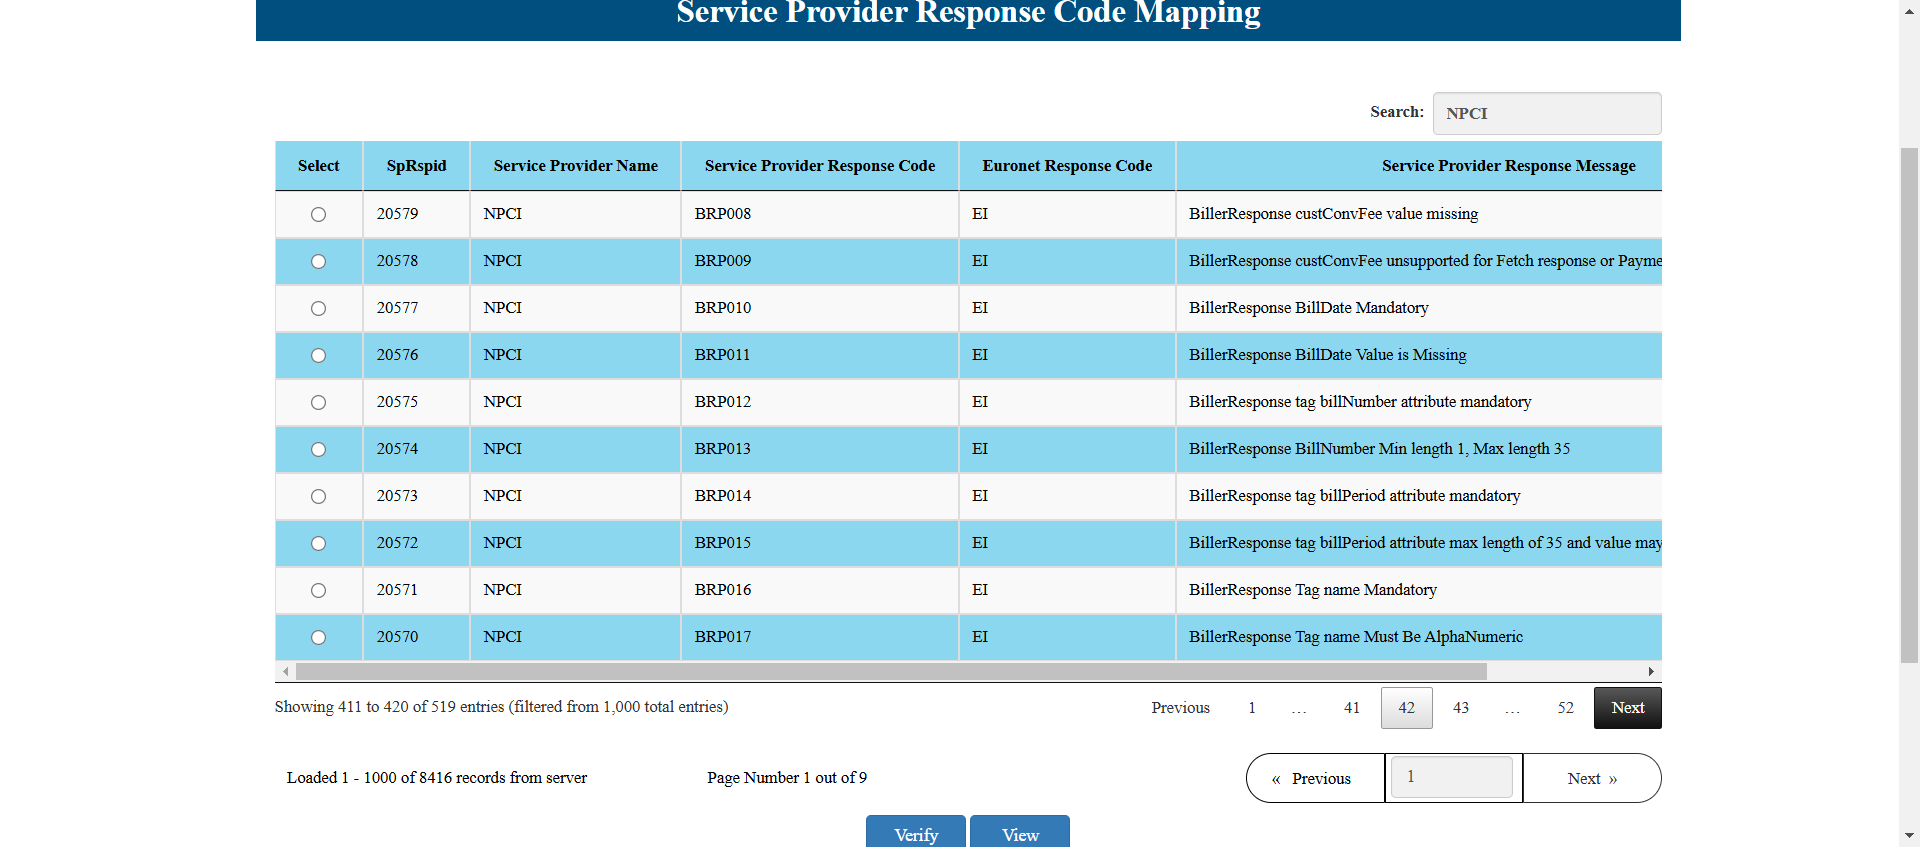 Service Provider Response Code Mapping
Search: NPCI
Select SpRspid Service Provider Name Service Provider Response Code Euronet Response Code Service Provider Response Message
20579 NPCI BRP008 EI BillerResponse custConvFee value missing
20578 NPCI BRP009 EI BillerResponse custConvFee unsupported for Fetch response or Payme
20577 NPCI BRP010 EI BillerResponse BillDate Mandatory
20576 NPCI BRP011 EI BillerResponse BillDate Value is Missing
20575 NPCI BRP012 EI BillerResponse tag billNumber attribute mandatory
20574 NPCI BRP013 EI BillerResponse BillNumber Min length 1, Max length 35
20573 NPCI BRP014 EI BillerResponse tag billPeriod attribute mandatory
20572 NPCI BRP015 EI BillerResponse tag billPeriod attribute max length of 35 and value may
20571 NPCI BRP016 EI BillerResponse Tag name Mandatory
20570 NPCI BRP017 EI BillerResponse Tag name Must Be AlphaNumeric
Showing 411 to 420 of 519 entries (filtered from 1,000 total entries) Previous 1 … 41 42 43 … 52 Next
Loaded 1 - 1000 of 8416 records from server Page Number 1 out of 9 « Previous 1 Next »
Verify View